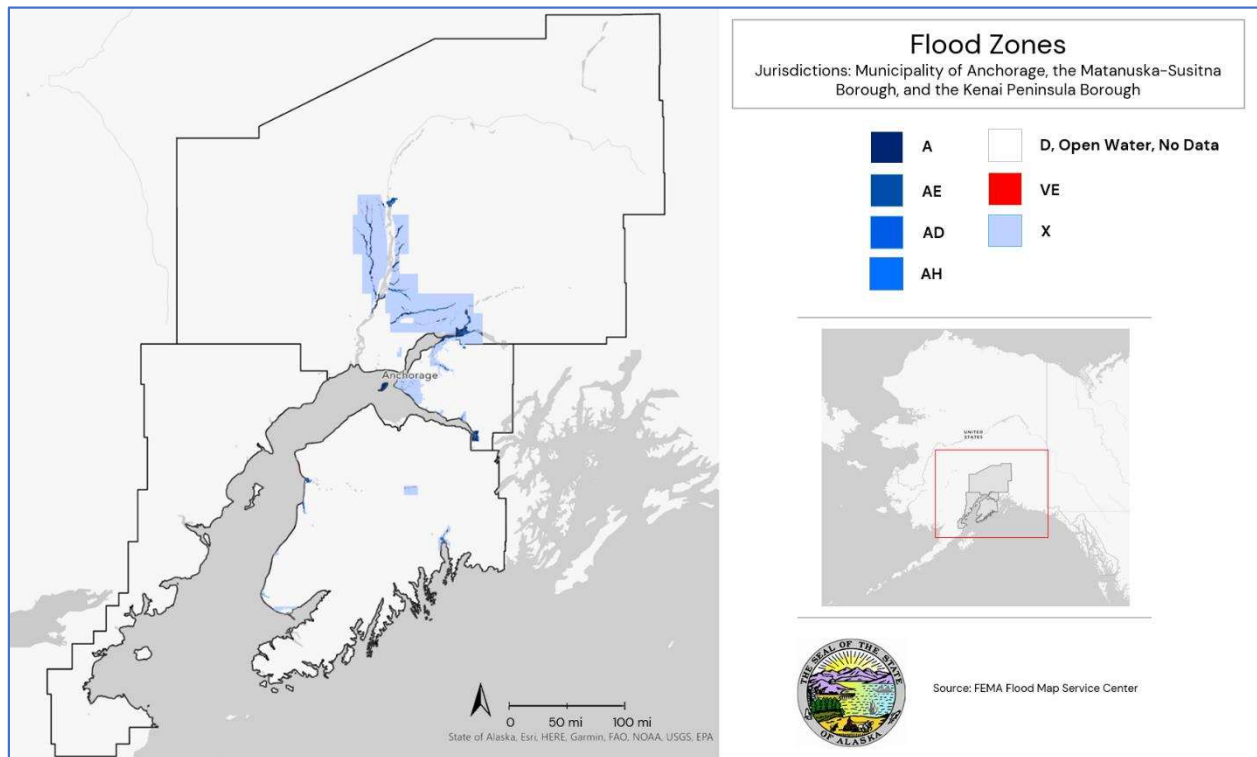 Flood Zones
Jurisdictions: Municipality of Anchorage, the Matanuska-Susitna
Borough, and the Kenai Peninsula Borough
A
D, Open Water, No Data
AE
VE
AD
X
AH
Anchorage
UNITED
STATES
0 50 mi 100 mi
State of Alaska, Esri, HERE, Garmin, FAO, NOAA, USGS, EPA
THE SEAL OF THE STATE
OF ALASKA
Source: FEMA Flood Map Service Center